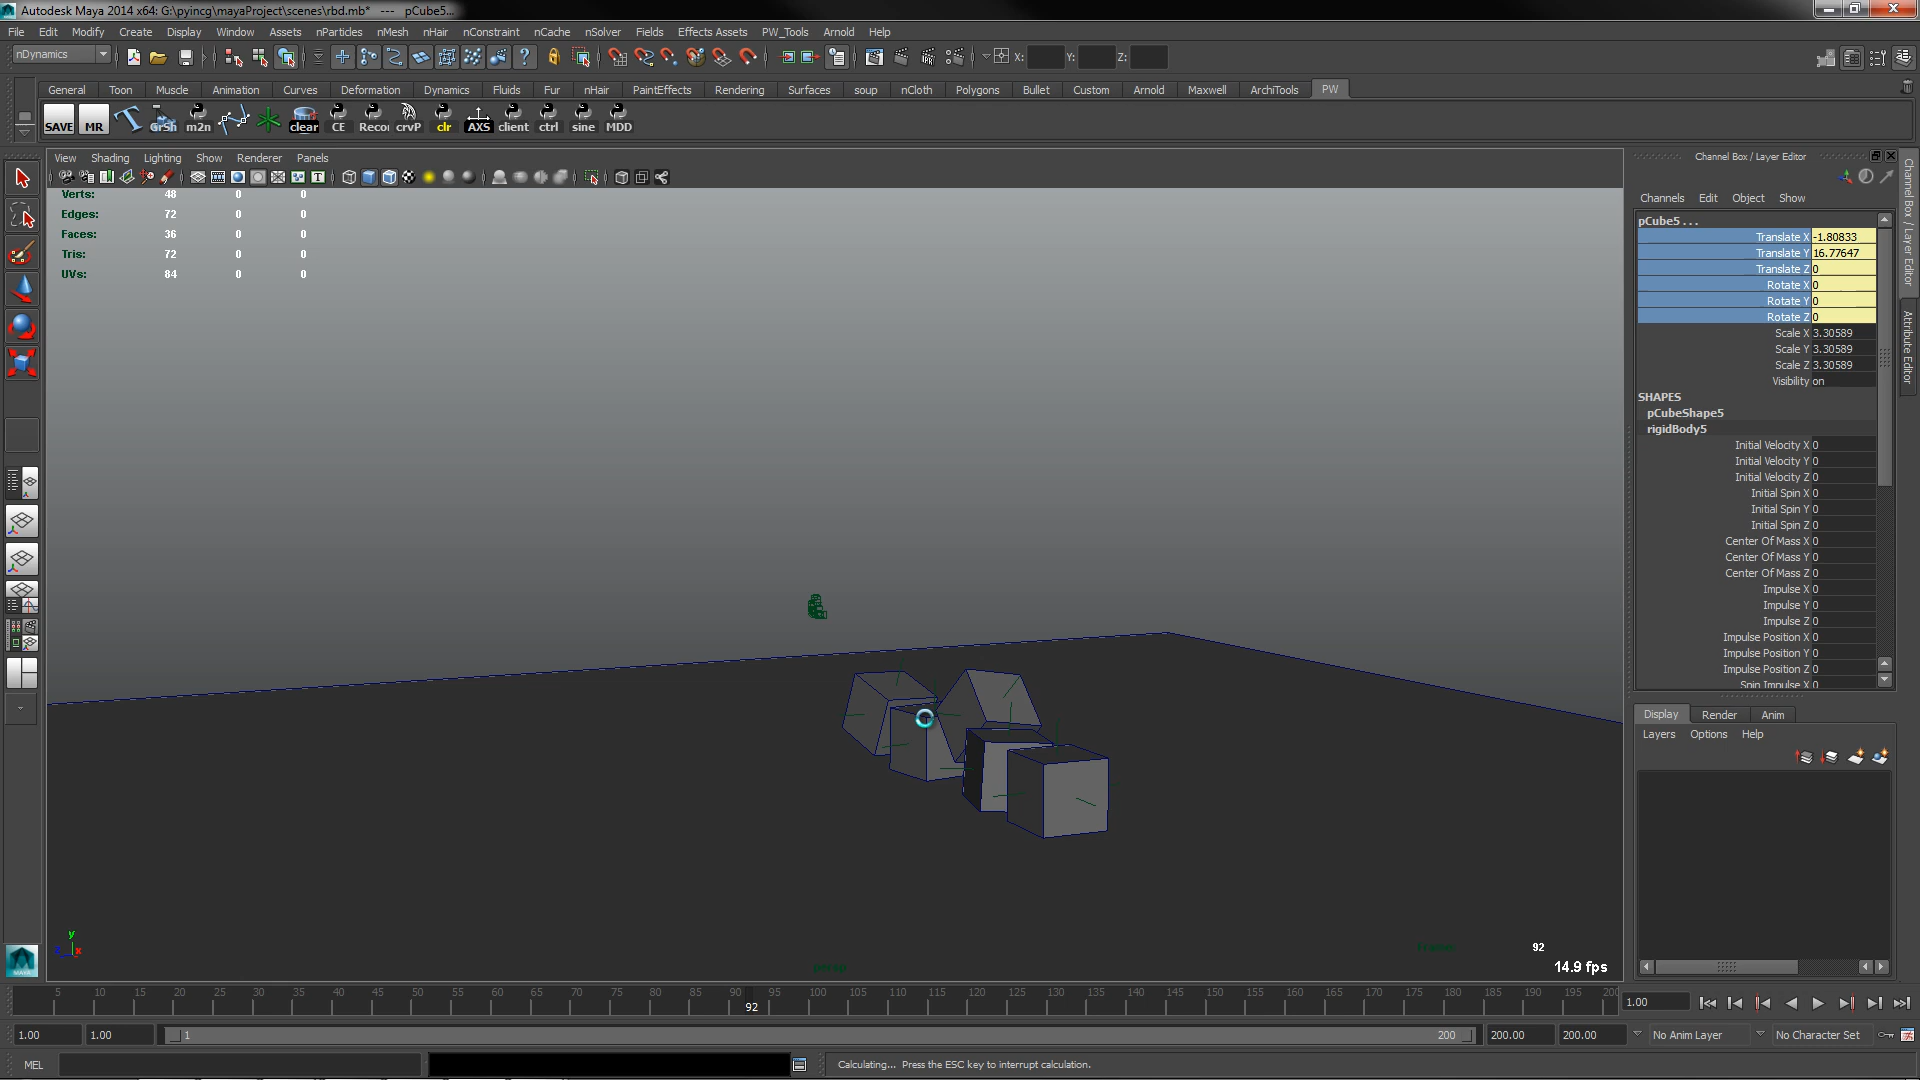 Autodesk Maya 2014 x64: G:\pyincg\mayaProject\scenes\rbd.mb* --- pCube5...
File Edit Modify Create Display Window Assets nParticles nMesh nHair nConstraint nCache nSolver Fields Effects Assets PW_Tools Arnold Help
nDynamics X: Y: Z:
General Toon Muscle Animation Curves Deformation Dynamics Fluids Fur nHair PaintEffects Rendering Surfaces soup nCloth Polygons Bullet Custom Arnold Maxwell ArchiTools PW
SAVE MR GrSh m2n clear CE Recor crvP clr AXS client ctrl sine MDD
View Shading Lighting Show Renderer Panels
Verts: 48 0 0
Edges: 72 0 0
Faces: 36 0 0
Tris: 72 0 0
UVs: 84 0 0
92
14.9 fps
persp
y
x
Channel Box / Layer Editor
Channels Edit Object Show
pCube5 . . .
Translate X -1.80833
Translate Y 16.77647
Translate Z 0
Rotate X 0
Rotate Y 0
Rotate Z 0
Scale X 3.30589
Scale Y 3.30589
Scale Z 3.30589
Visibility on
SHAPES
pCubeShape5
rigidBody5
Initial Velocity X 0
Initial Velocity Y 0
Initial Velocity Z 0
Initial Spin X 0
Initial Spin Y 0
Initial Spin Z 0
Center Of Mass X 0
Center Of Mass Y 0
Center Of Mass Z 0
Impulse X 0
Impulse Y 0
Impulse Z 0
Impulse Position X 0
Impulse Position Y 0
Impulse Position Z 0
Spin Impulse X 0
Channel Box / Layer Editor
Attribute Editor
Display Render Anim
Layers Options Help
5 10 15 20 25 30 35 40 45 50 55 60 65 70 75 80 85 90 95 100 105 110 115 120 125 130 135 140 145 150 155 160 165 170 175 180 185 190 195 200
92
1.00
1.00 1.00 1 200 200.00 200.00 No Anim Layer No Character Set
MEL Calculating... Press the ESC key to interrupt calculation.